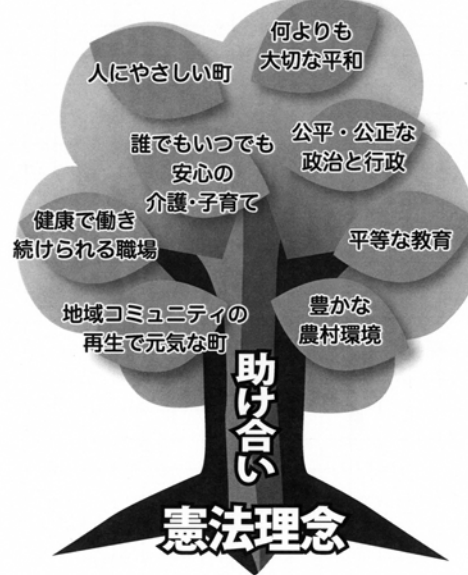 何よりも
大切な平和
人にやさしい町
公平・公正な
政治と行政
誰でもいつでも
安心の
介護・子育て
健康で働き
続けられる職場
平等な教育
地域コミュニティの
再生で元気な町
豊かな
農村環境
助け合い
憲法理念